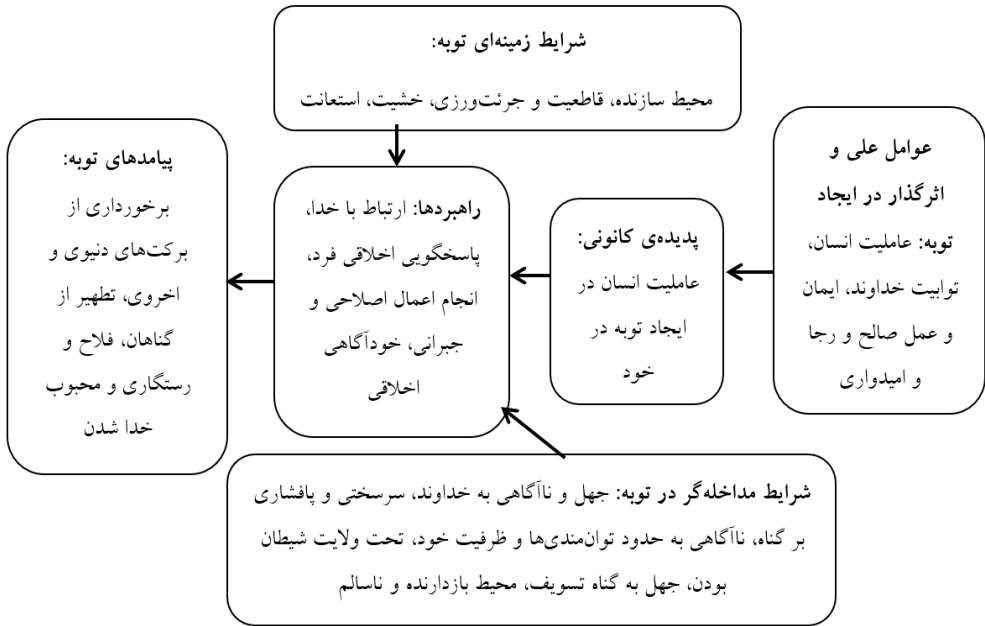 شرایط زمینه‌ای توبه:
محیط سازنده، قاطعیت و جرئت‌ورزی، خشیت، استعانت
عوامل علی و
اثرگذار در ایجاد
توبه: عاملیت انسان،
توابیت خداوند، ایمان
و عمل صالح و رجا
و امیدواری
پدیده‌ی کانونی:
عاملیت انسان در
ایجاد توبه در
خود
راهبردها: ارتباط با خدا،
پاسخگویی اخلاقی فرد،
انجام اعمال اصلاحی و
جبرانی، خودآگاهی
اخلاقی
پیامدهای توبه:
برخورداری از
برکت‌های دنیوی و
اخروی، تطهیر از
گناهان، فلاح و
رستگاری و محبوب
خدا شدن
شرایط مداخله‌گر در توبه: جهل و ناآگاهی به خداوند، سرسختی و پافشاری
بر گناه، ناآگاهی به حدود توان‌مندی‌ها و ظرفیت خود، تحت ولایت شیطان
بودن، جهل به گناه تسویف، محیط بازدارنده و ناسالم